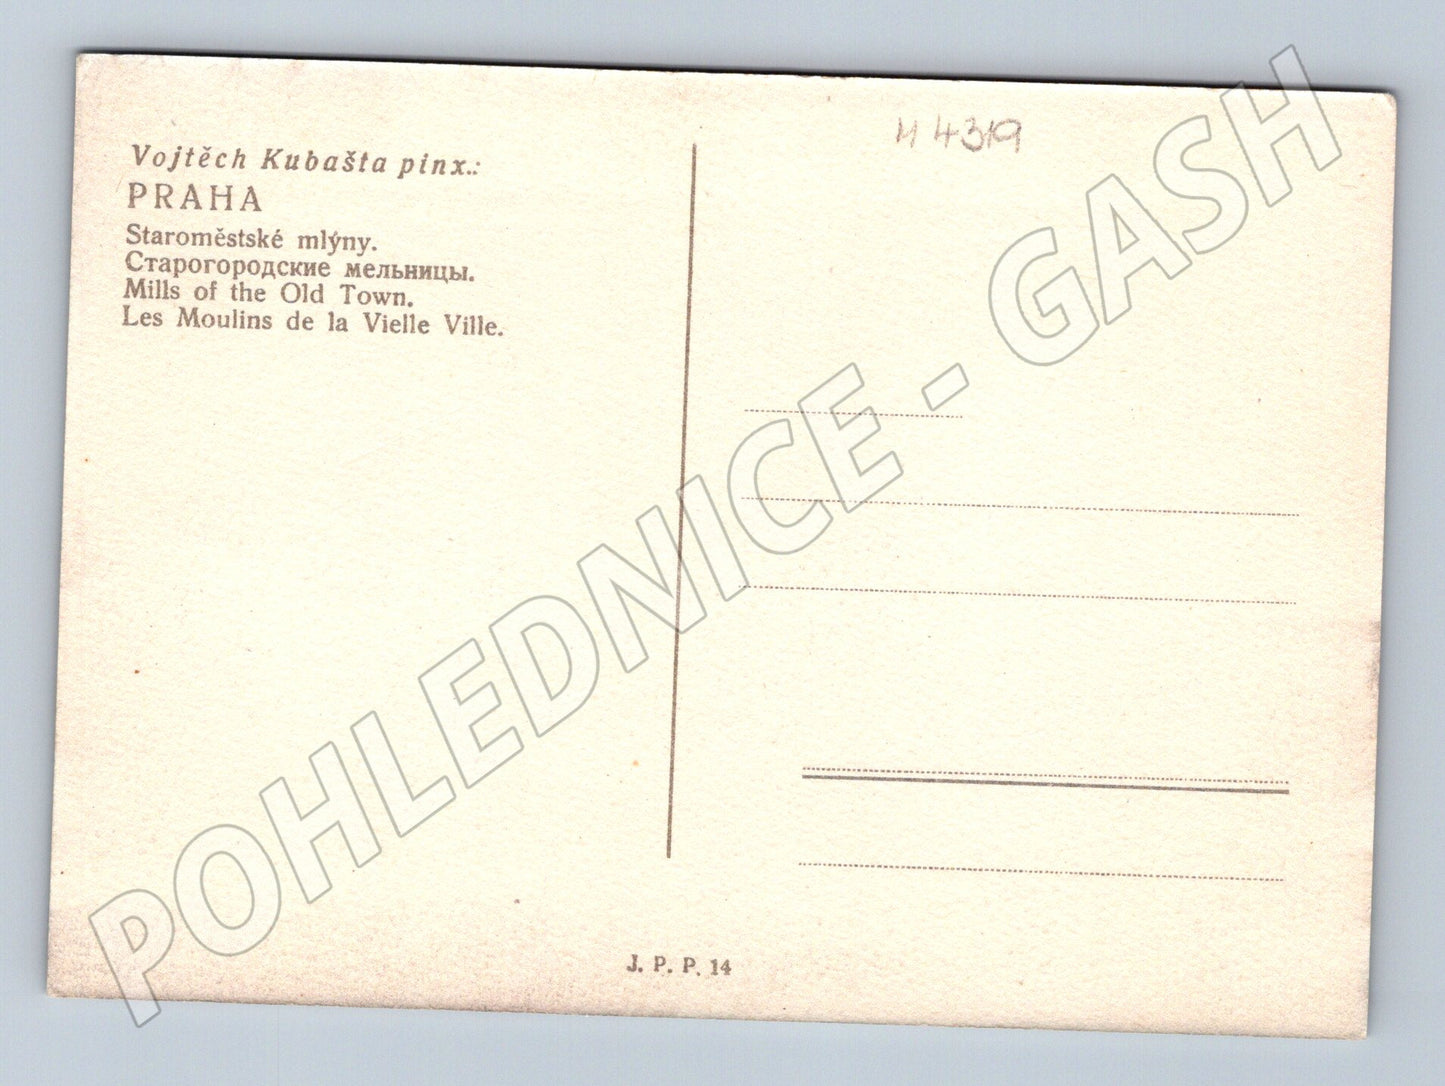 Vojtěch Kubašta pinx.:
PRAHA
Staroměstské mlýny.
Старогородские мельницы.
Mills of the Old Town.
Les Moulins de la Vielle Ville.
H 4319
J. P. P. 14
POHLEDNICE - GASH